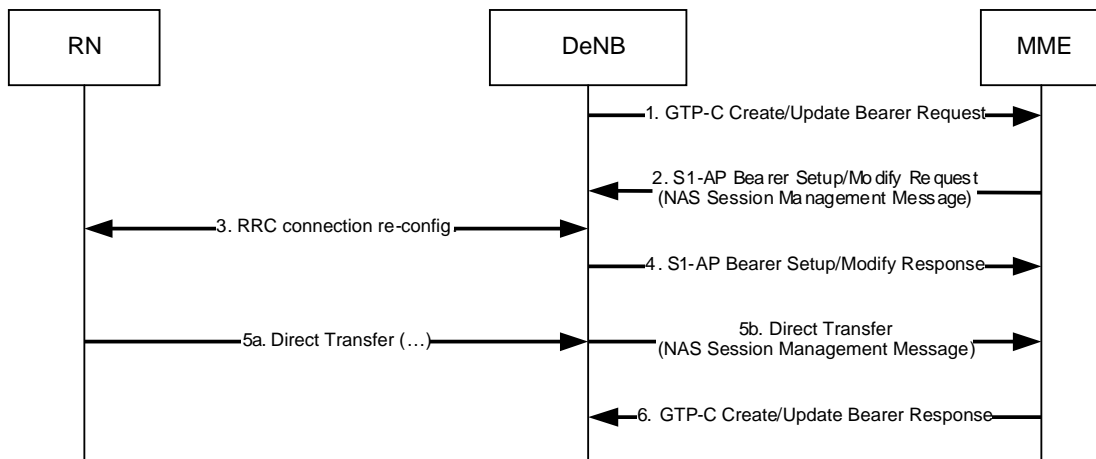 RN
DeNB
MME
1. GTP-C Create/Update Bearer Request
2. S1-AP Bearer Setup/Modify Request
(NAS Session Management Message)
3. RRC connection re-config.
4. S1-AP Bearer Setup/Modify Response
5a. Direct Transfer (…)
5b. Direct Transfer
(NAS Session Management Message)
6. GTP-C Create/Update Bearer Response